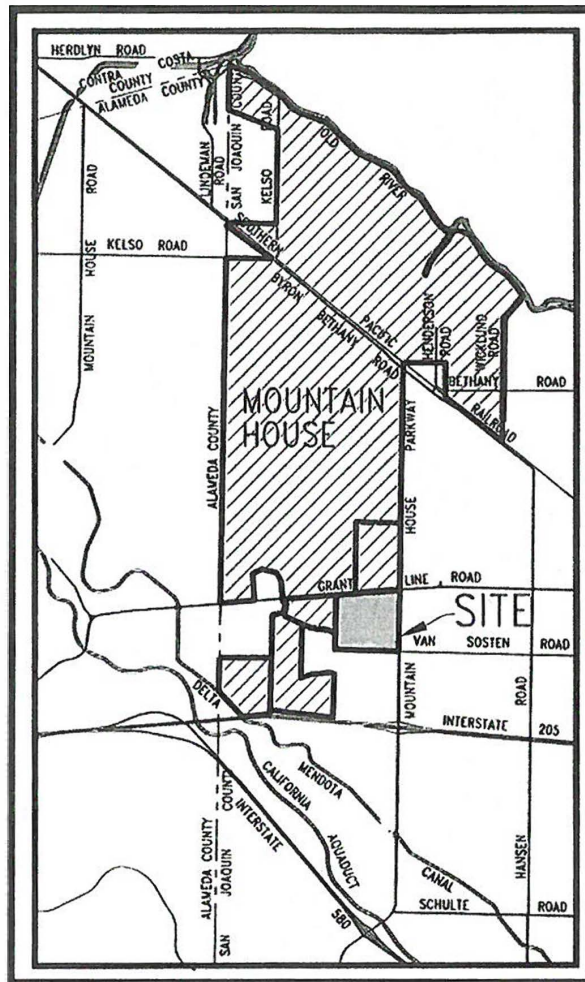 HERDLYN ROAD
CONTRA COSTA
COUNTY
ALAMEDA COUNTY
LINDEMAN
ROAD
SAN JOAQUIN COUNTY
KELSO ROAD
OLD
RIVER
MOUNTAIN HOUSE ROAD
KELSO ROAD
SOUTHERN
PACIFIC
RAILROAD
BYRON
BETHANY
ROAD
HENDERSON
ROAD
WICKLUND
ROAD
BETHANY ROAD
MOUNTAIN
HOUSE
ALAMEDA COUNTY
MOUNTAIN HOUSE PARKWAY
GRANT LINE ROAD
SITE
VAN SOSTEN ROAD
DELTA
MENDOTA
CANAL
INTERSTATE 205
CALIFORNIA
AQUADUCT
INTERSTATE
580
ALAMEDA COUNTY
SAN JOAQUIN COUNTY
HANSEN ROAD
SCHULTE ROAD